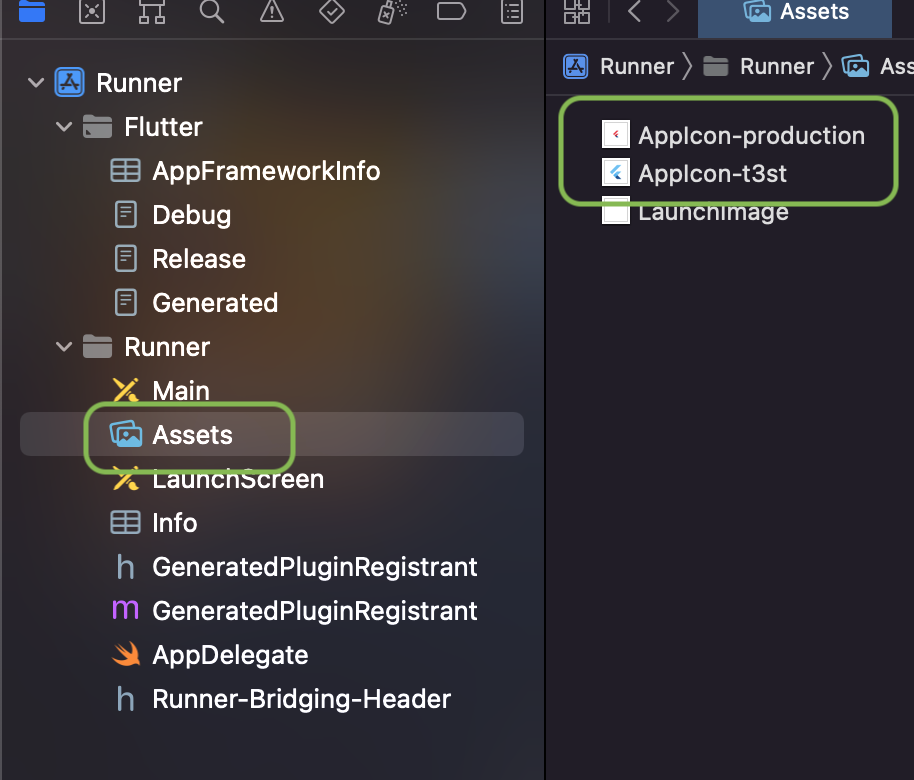 Assets
Runner
Flutter
AppFrameworkInfo
Debug
Release
Generated
Runner
Main
Assets
LaunchScreen
Info
h GeneratedPluginRegistrant
m GeneratedPluginRegistrant
AppDelegate
h Runner-Bridging-Header
Runner Runner Ass
AppIcon-production
AppIcon-t3st
LaunchImage